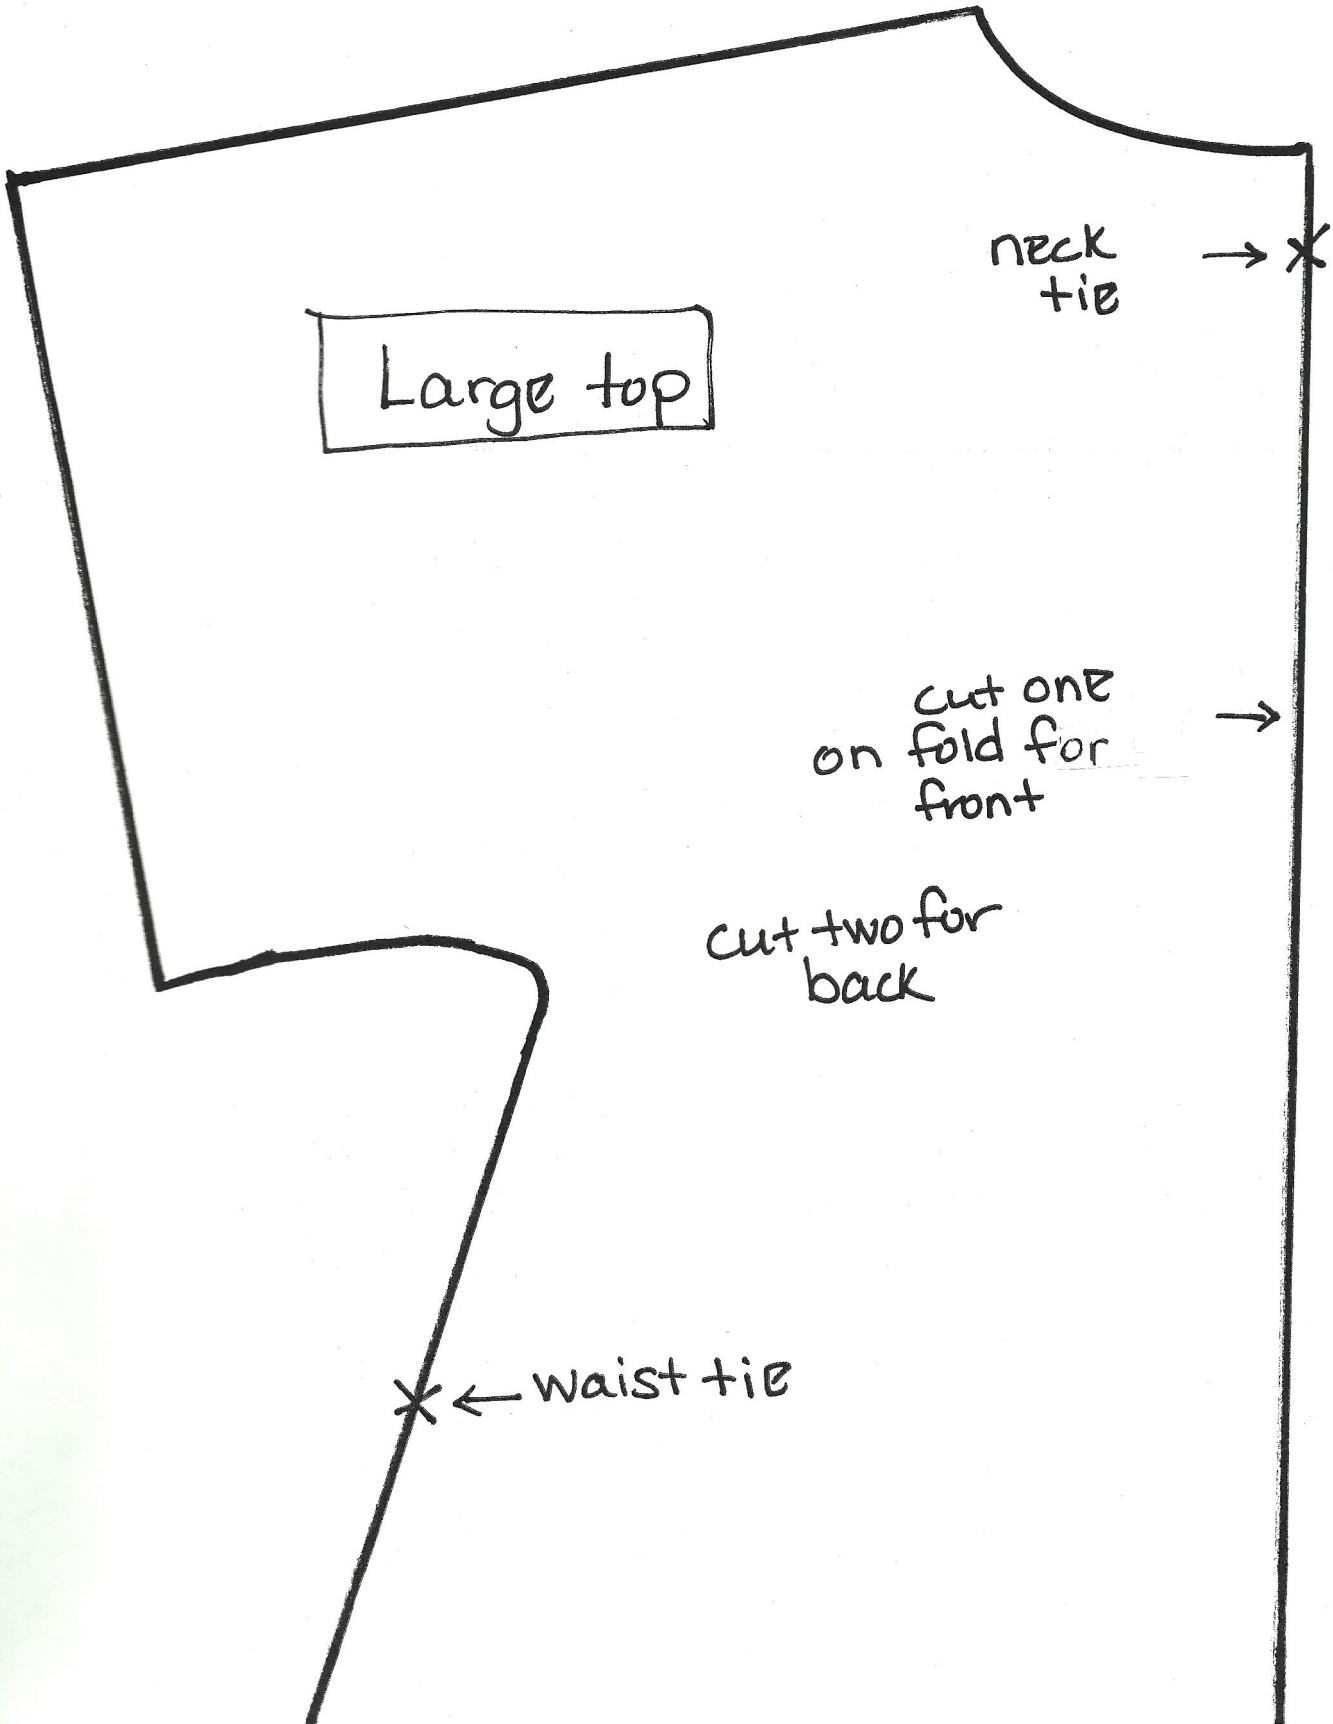 neck
tie
Large top
cut one
on fold for
front
cut two for
back
waist tie